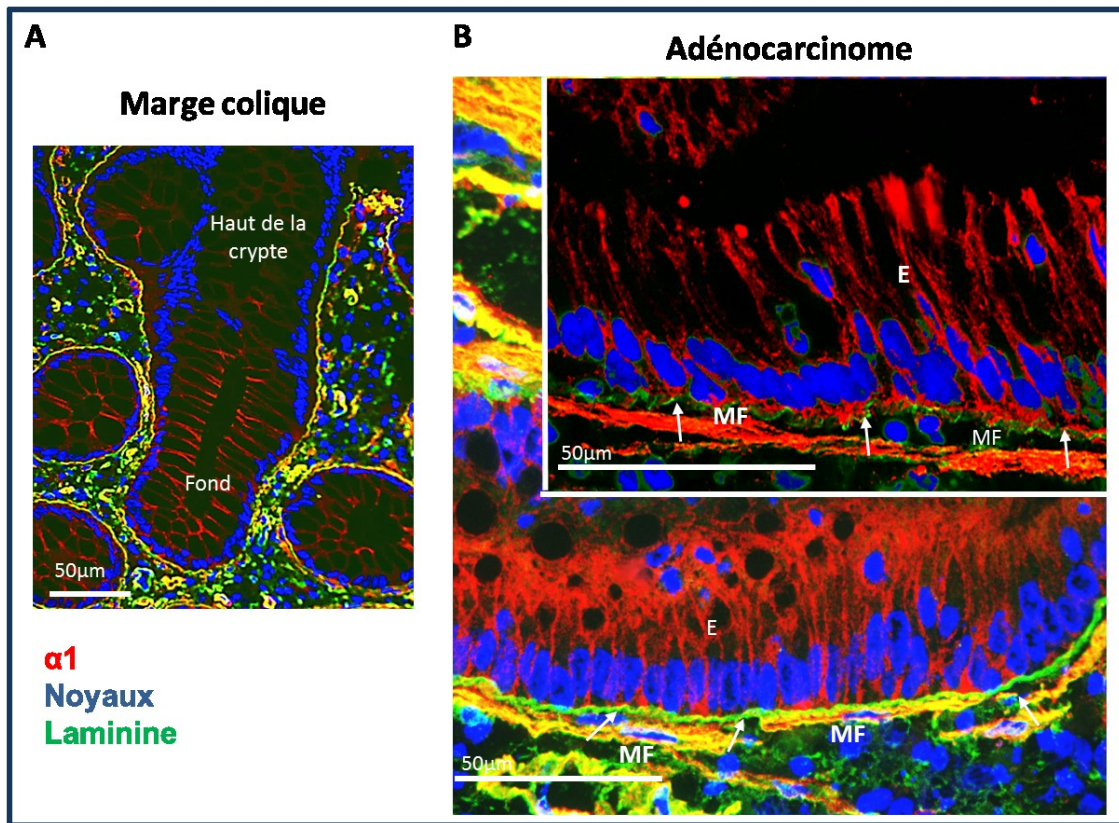 A
Marge colique
Haut de la
crypte
Fond
50µm
α1
Noyaux
Laminine
B
Adénocarcinome
E
MF
MF
50µm
E
MF
MF
50µm